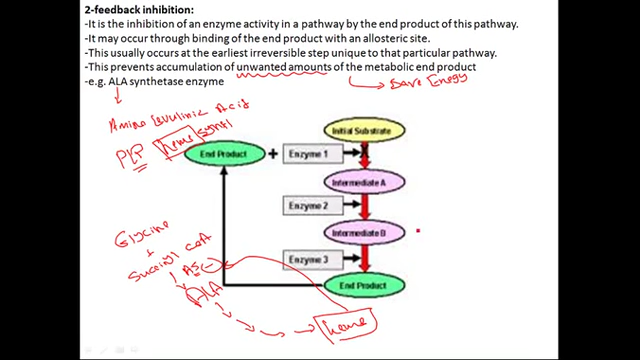 2-feedback inhibition:
-It is the inhibition of an enzyme activity in a pathway by the end product of this pathway.
-It may occur through binding of the end product with an allosteric site.
-This usually occurs at the earliest irreversible step unique to that particular pathway.
-This prevents accumulation of unwanted amounts of the metabolic end product
-e.g. ALA synthetase enzyme
Save Energy
Amino levulinic Acid
PLP heme synth
Initial Substrate
End Product + Enzyme 1
Intermediate A
Enzyme 2
Glycine
+
Succinyl CoA
Intermediate B
Enzyme 3
AS -
ALA
End Product
heme